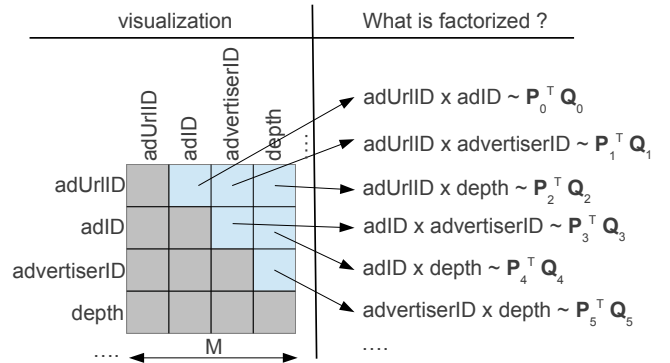 visualization
What is factorized ?
adUrlID
adID
advertiserID
depth
....
adUrlID
adID
advertiserID
depth
....
M
adUrlID x adID ~ P₀ᵀ Q₀
adUrlID x advertiserID ~ P₁ᵀ Q₁
adUrlID x depth ~ P₂ᵀ Q₂
adID x advertiserID ~ P₃ᵀ Q₃
adID x depth ~ P₄ᵀ Q₄
advertiserID x depth ~ P₅ᵀ Q₅
....